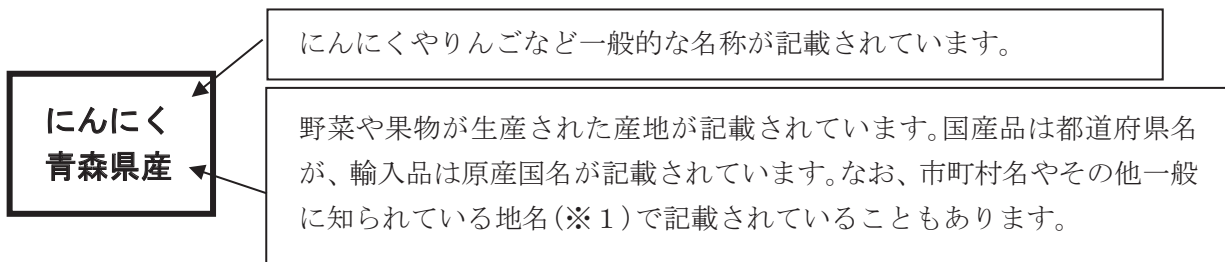 にんにくやりんごなど一般的な名称が記載されています。
にんにく
青森県産
野菜や果物が生産された産地が記載されています。国産品は都道府県名
が、輸入品は原産国名が記載されています。なお、市町村名やその他一般
に知られている地名(※1)で記載されていることもあります。